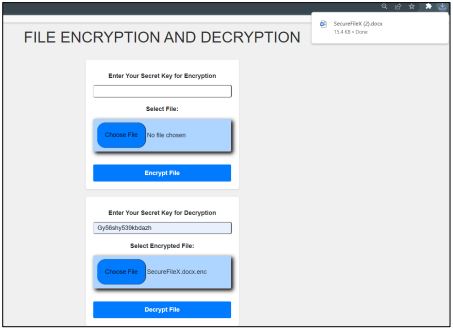 SecureFileX (2).docx
15.4 KB • Done
FILE ENCRYPTION AND DECRYPTION
Enter Your Secret Key for Encryption
Select File:
Choose File No file chosen
Encrypt File
Enter Your Secret Key for Decryption
Gy56shy539kbdazh
Select Encrypted File:
Choose File SecureFileX.docx.enc
Decrypt File